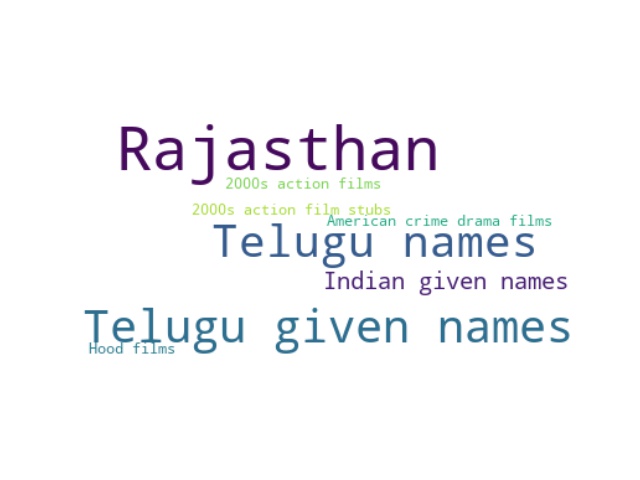 Rajasthan
2000s action films
2000s action film stubs
American crime drama films
Telugu names
Indian given names
Telugu given names
Hood films